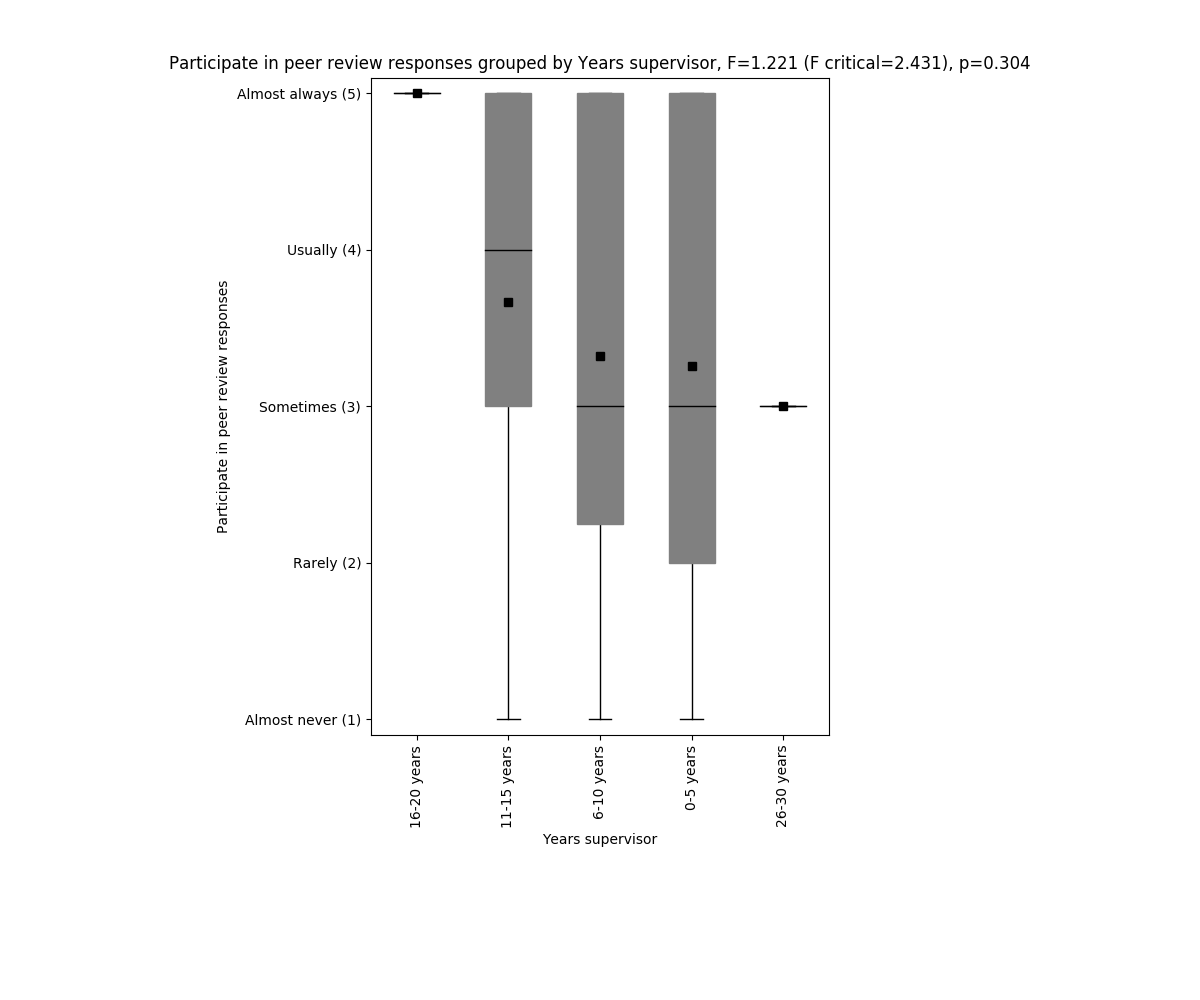 Participate in peer review responses grouped by Years supervisor, F=1.221 (F critical=2.431), p=0.304
Almost always (5)
Usually (4)
Sometimes (3)
Rarely (2)
Almost never (1)
Participate in peer review responses
16-20 years
11-15 years
6-10 years
0-5 years
26-30 years
Years supervisor